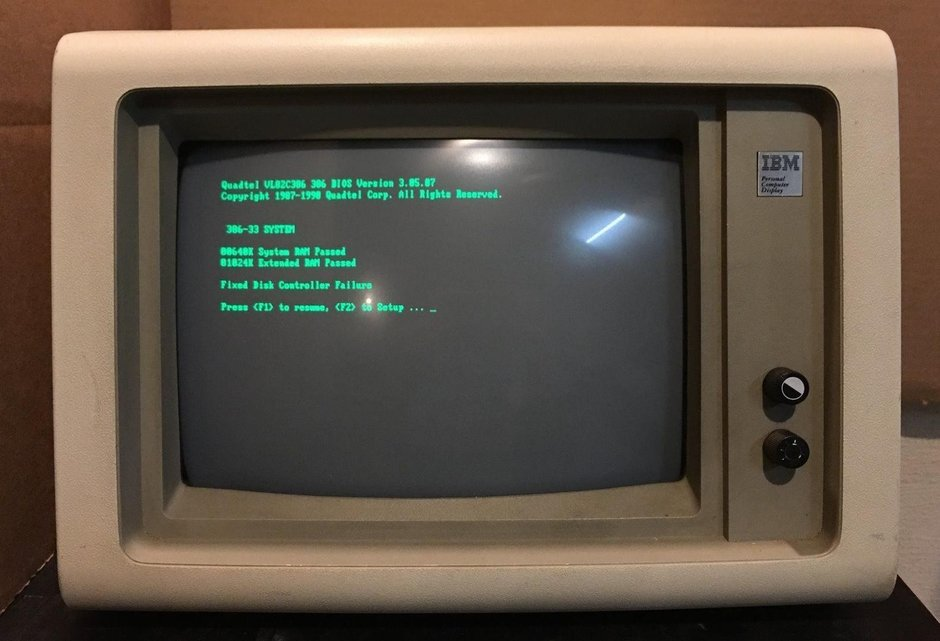 Quadtel VL82C386 386 BIOS Version 3.05.07
Copyright 1987-1990 Quadtel Corp. All Rights Reserved.
386-33 SYSTEM
00640K System RAM Passed
01024K Extended RAM Passed
Fixed Disk Controller Failure
Press <F1> to resume, <F2> to Setup ... _
IBM
Personal
Computer
Display